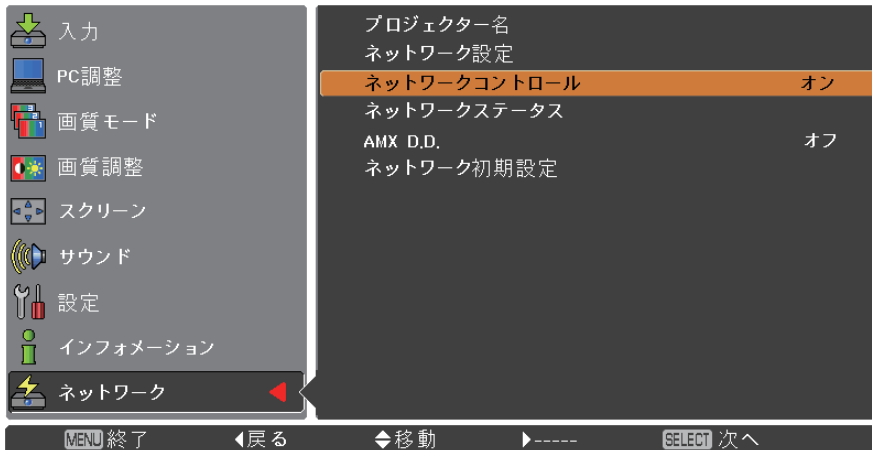 入力
PC調整
画質モード
画質調整
スクリーン
サウンド
設定
インフォメーション
ネットワーク
プロジェクター名
ネットワーク設定
ネットワークコントロール オン
ネットワークステータス
AMX D.D. オフ
ネットワーク初期設定
MENU 終了 ◀戻る ◆移動 ▶----- SELECT 次へ